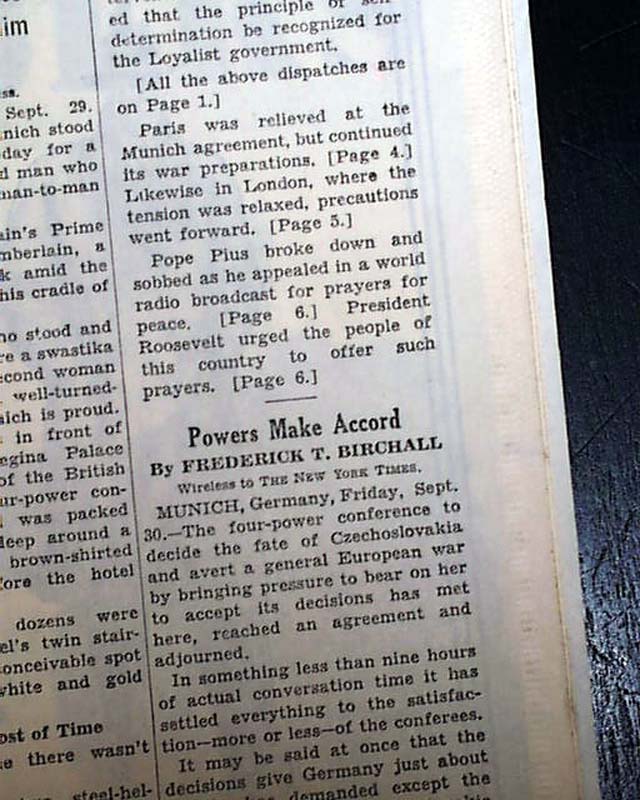 im
ss.
Sept. 29.
nich stood
day for a
d man who
man-to-man
ain's Prime
mberlain, a
k amid the
his cradle of
no stood and
re a swastika
econd woman
well-turned-
ich is proud.
in front of
egina Palace
of the British
ur-power con-
was packed
deep around a
brown-shirted
fore the hotel
dozens were
el's twin stair-
conceivable spot
white and gold
ost of Time
e there wasn't
steel-hel-
ed that the principle of self-
determination be recognized for
the Loyalist government.
[All the above dispatches are
on Page 1.]
Paris was relieved at the
Munich agreement, but continued
its war preparations. [Page 4.]
Likewise in London, where the
tension was relaxed, precautions
went forward. [Page 5.]
Pope Pius broke down and
sobbed as he appealed in a world
radio broadcast for prayers for
peace. [Page 6.] President
Roosevelt urged the people of
this country to offer such
prayers. [Page 6.]
Powers Make Accord
By FREDERICK T. BIRCHALL
Wireless to THE NEW YORK TIMES.
MUNICH, Germany, Friday, Sept.
30.—The four-power conference to
decide the fate of Czechoslovakia
and avert a general European war
by bringing pressure to bear on her
to accept its decisions has met
here, reached an agreement and
adjourned.
In something less than nine hours
of actual conversation time it has
settled everything to the satisfac-
tion—more or less—of the conferees.
It may be said at once that the
decisions give Germany just about
demanded except the